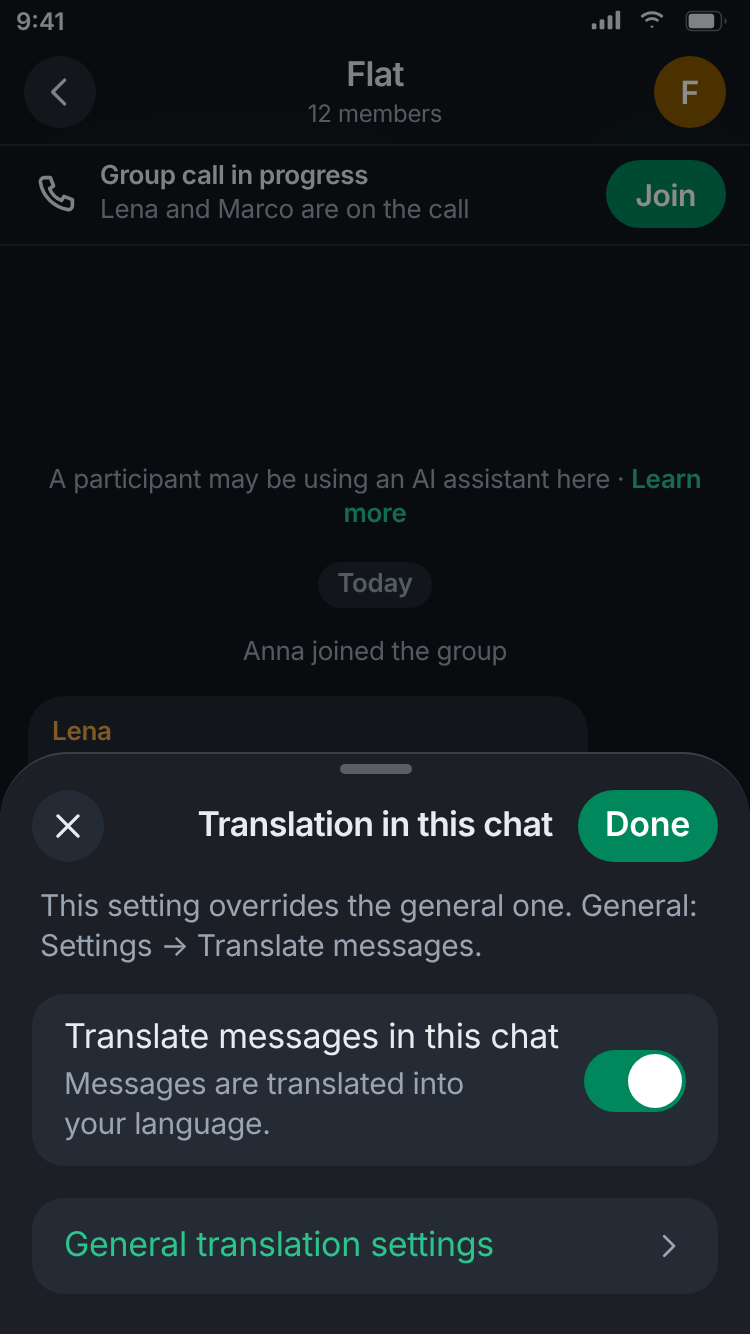 9:41
Flat
12 members
F
Group call in progress
Lena and Marco are on the call
Join
A participant may be using an AI assistant here · Learn
more
Today
Anna joined the group
Lena
Translation in this chat
Done
This setting overrides the general one. General:
Settings → Translate messages.
Translate messages in this chat
Messages are translated into
your language.
General translation settings